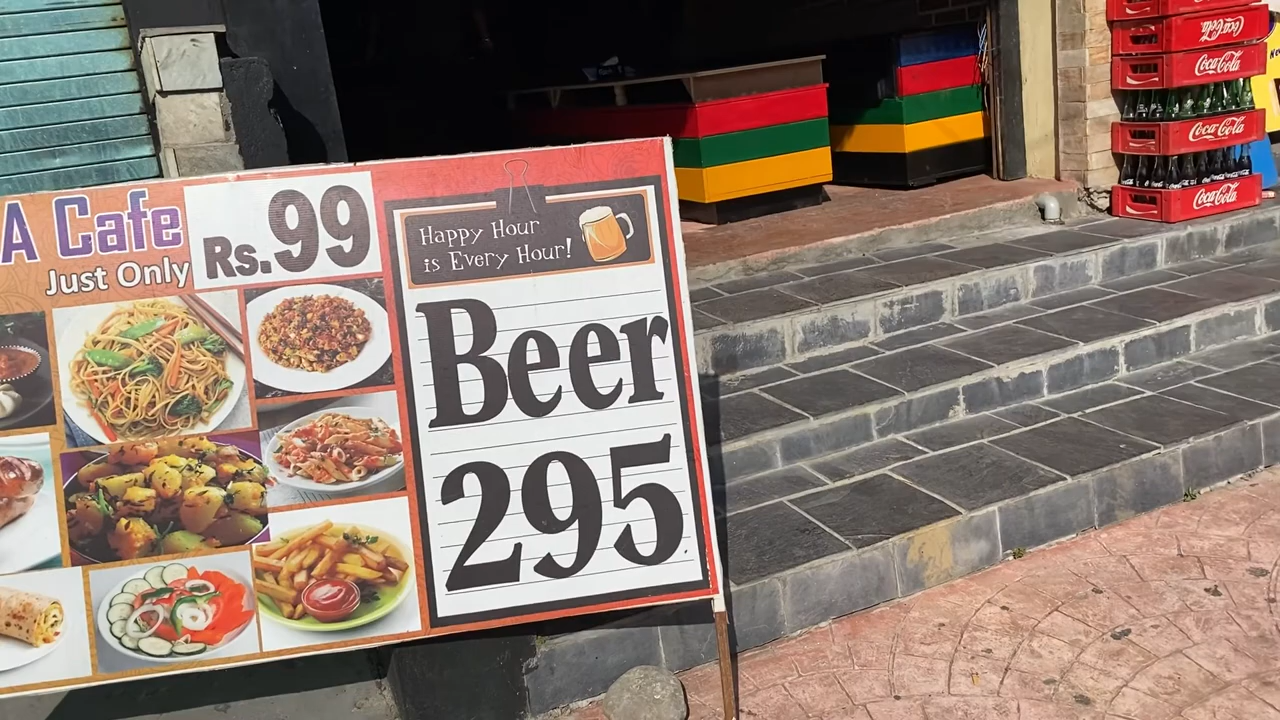 A Cafe
Just Only
Rs.99
Happy Hour
is Every Hour!
Beer
295
Coca-Cola
Coca-Cola
Coca-Cola
Coca-Cola